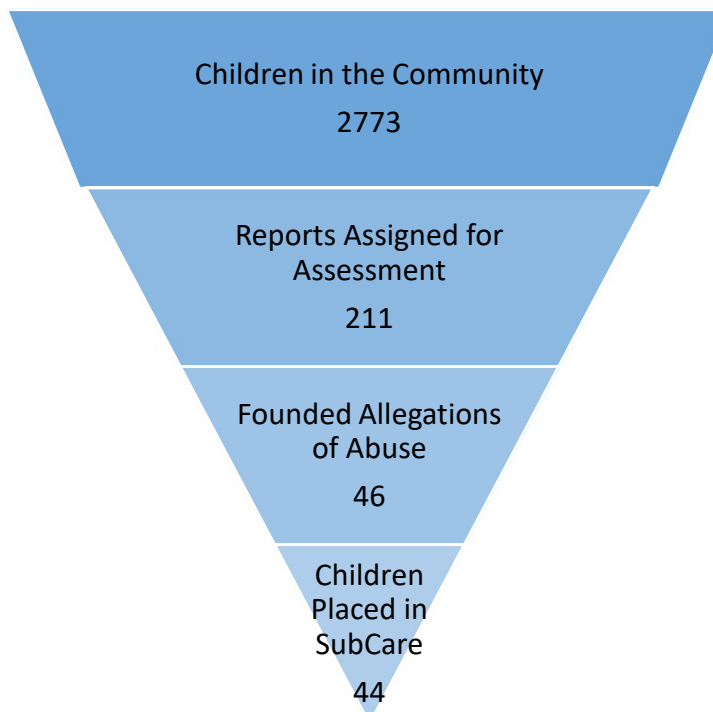 Children in the Community
2773
Reports Assigned for
Assessment
211
Founded Allegations
of Abuse
46
Children
Placed in
SubCare
44